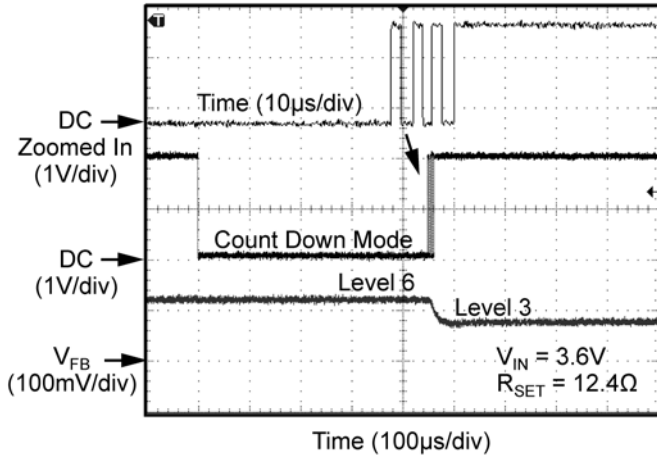 T
Time (10µs/div)
DC
Zoomed In
(1V/div)
Count Down Mode
DC
(1V/div)
Level 6
Level 3
VFB
(100mV/div)
VIN = 3.6V
RSET = 12.4Ω
Time (100µs/div)